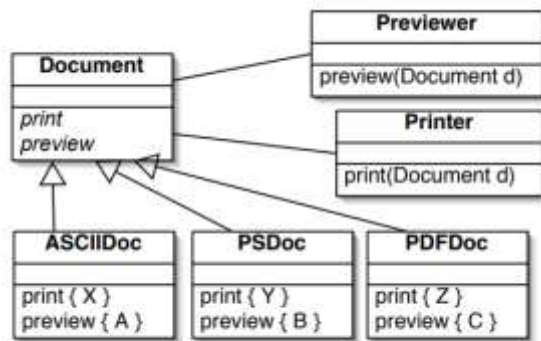 Previewer
preview(Document d)
Document
print
preview
Printer
print(Document d)
ASCIIDoc
print { X }
preview { A }
PSDoc
print { Y }
preview { B }
PDFDoc
print { Z }
preview { C }